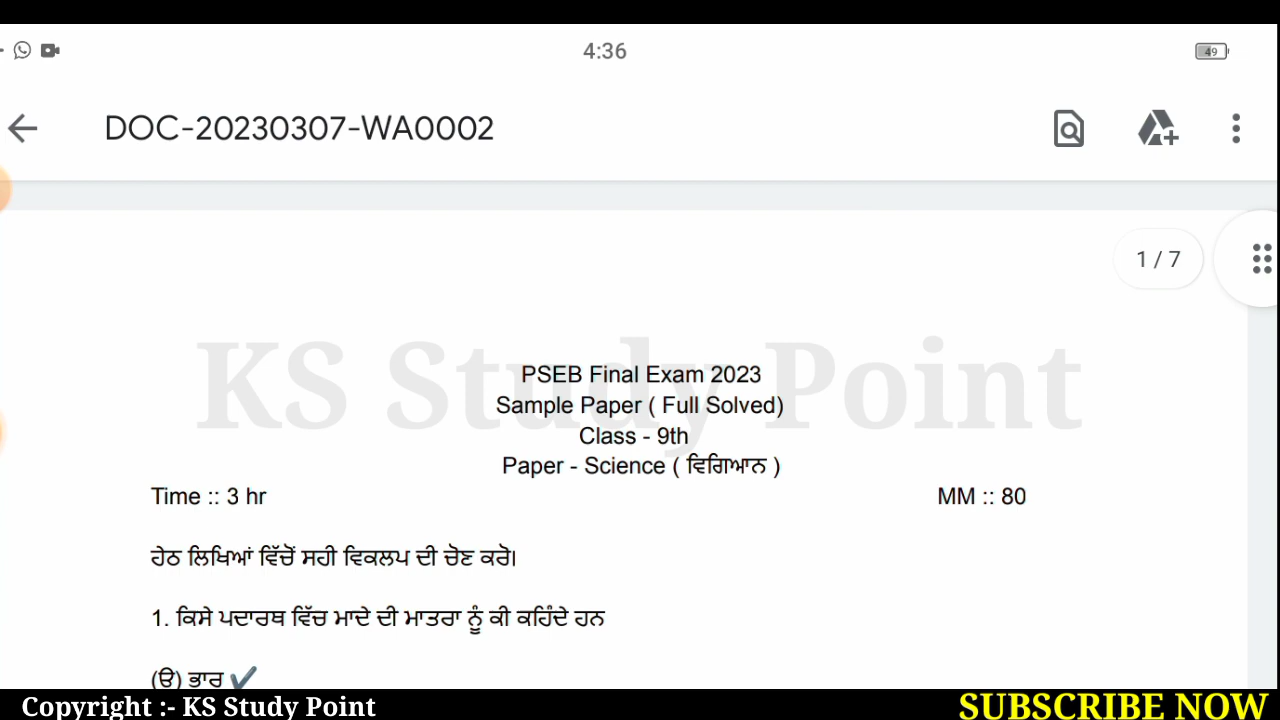 4:36
49
DOC-20230307-WA0002
1 / 7
KS Study Point
PSEB Final Exam 2023
Sample Paper ( Full Solved)
Class - 9th
Paper - Science ( ਵਿਗਿਆਨ )
Time :: 3 hr MM :: 80
ਹੇਠ ਲਿਖਿਆਂ ਵਿੱਚੋਂ ਸਹੀ ਵਿਕਲਪ ਦੀ ਚੋਣ ਕਰੋ।
1. ਕਿਸੇ ਪਦਾਰਥ ਵਿੱਚ ਮਾਦੇ ਦੀ ਮਾਤਰਾ ਨੂੰ ਕੀ ਕਹਿੰਦੇ ਹਨ
(ੳ) ਭਾਰ ✔
Copyright :- KS Study Point SUBSCRIBE NOW